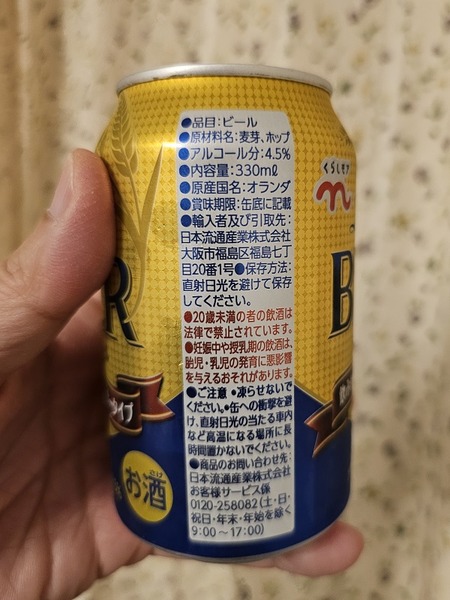 ●品目:ビール
●原材料名:麦芽、ホップ
●アルコール分:4.5%
●内容量:330mℓ
●原産国名:オランダ
●賞味期限:缶底に記載
●輸入者及び引取先:
日本流通産業株式会社
大阪市福島区福島七丁
目20番1号●保存方法:
直射日光を避けて保存
してください。
●20歳未満の者の飲酒は
法律で禁止されています。
●妊娠中や授乳期の飲酒は、
胎児・乳児の発育に悪影響
を与えるおそれがあります。
●ご注意 ●凍らせないで
ください。●缶への衝撃を避
け、直射日光の当たる車内
など高温になる場所に長
時間置かないでください。
●商品のお問い合わせ先:
日本流通産業株式会社
お客様サービス係
0120-258082(土・日・
祝日・年末・年始を除く
9:00〜17:00)
R
タイプ
お酒
さけ
くらしモア
B